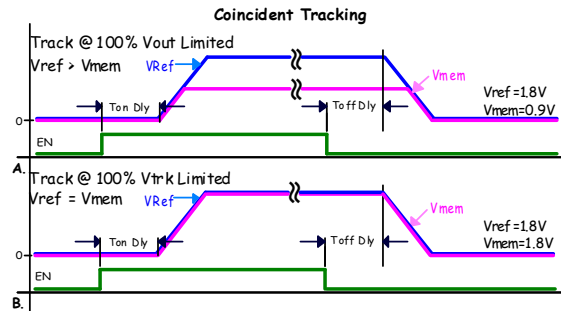 Coincident Tracking
Track @ 100% Vout Limited
Vref > Vmem
VRef
Vmem
Ton Dly
Toff Dly
Vref=1.8V
Vmem=0.9V
0
EN
A.
Track @ 100% Vtrk Limited
Vref = Vmem
VRef
Vmem
Ton Dly
Toff Dly
Vref=1.8V
Vmem=1.8V
0
EN
B.